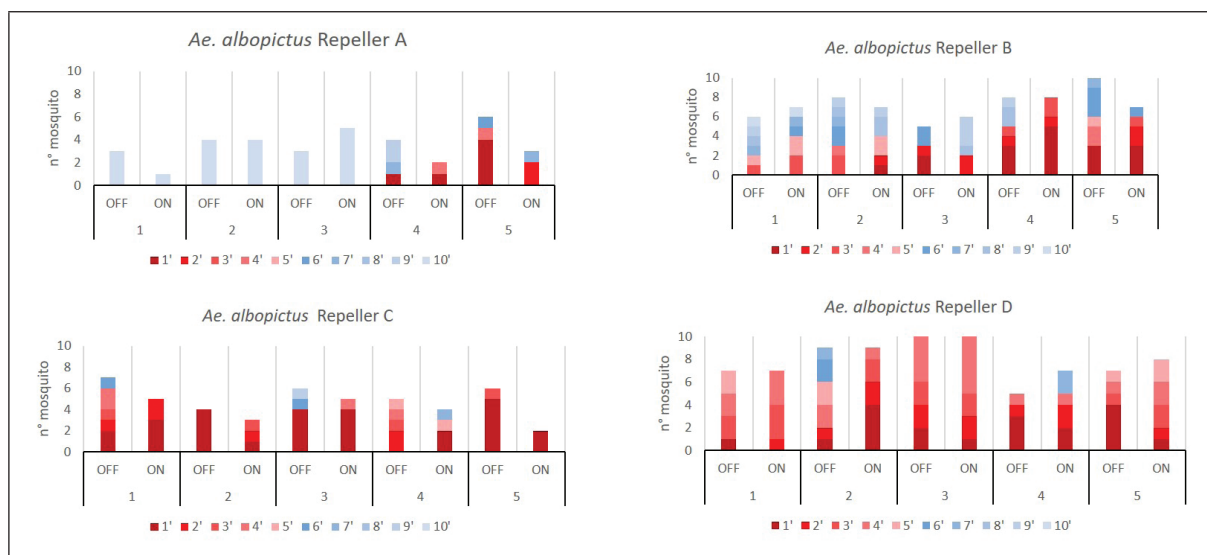 Ae. albopictus Repeller A
n° mosquito
10
8
6
4
2
0
OFF ON OFF ON OFF ON OFF ON OFF ON
1 2 3 4 5
1' 2' 3' 4' 5' 6' 7' 8' 9' 10'
Ae. albopictus Repeller B
n° mosquito
10
8
6
4
2
0
OFF ON OFF ON OFF ON OFF ON OFF ON
1 2 3 4 5
1' 2' 3' 4' 5' 6' 7' 8' 9' 10'
Ae. albopictus Repeller C
n° mosquito
10
8
6
4
2
0
OFF ON OFF ON OFF ON OFF ON OFF ON
1 2 3 4 5
1' 2' 3' 4' 5' 6' 7' 8' 9' 10'
Ae. albopictus Repeller D
n° mosquito
10
8
6
4
2
0
OFF ON OFF ON OFF ON OFF ON OFF ON
1 2 3 4 5
1' 2' 3' 4' 5' 6' 7' 8' 9' 10'